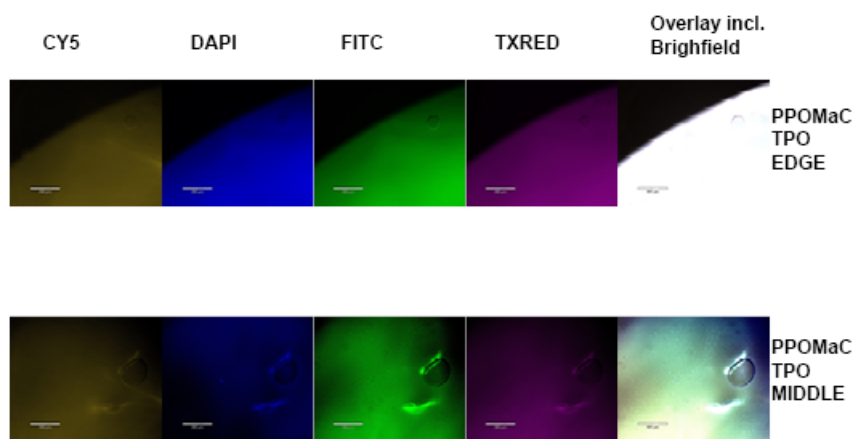 CY5 DAPI FITC TXRED Overlay incl.
Brighfield
PPOMaC
TPO
EDGE
PPOMaC
TPO
MIDDLE